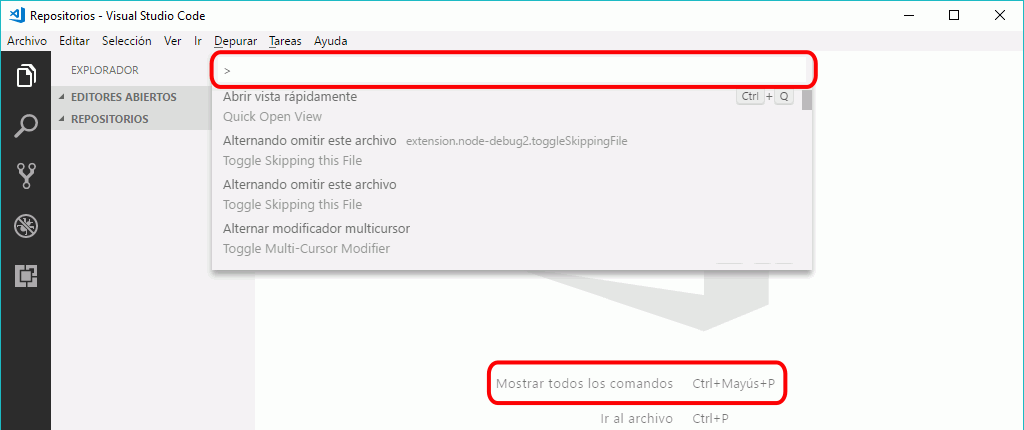 Repositorios - Visual Studio Code
Archivo Editar Selección Ver Ir Depurar Tareas Ayuda
EXPLORADOR
EDITORES ABIERTOS
REPOSITORIOS
>
Abrir vista rápidamente Ctrl + Q
Quick Open View
Alternando omitir este archivo extension.node-debug2.toggleSkippingFile
Toggle Skipping this File
Alternando omitir este archivo
Toggle Skipping this File
Alternar modificador multicursor
Toggle Multi-Cursor Modifier
Mostrar todos los comandos Ctrl+Mayús+P
Ir al archivo Ctrl+P